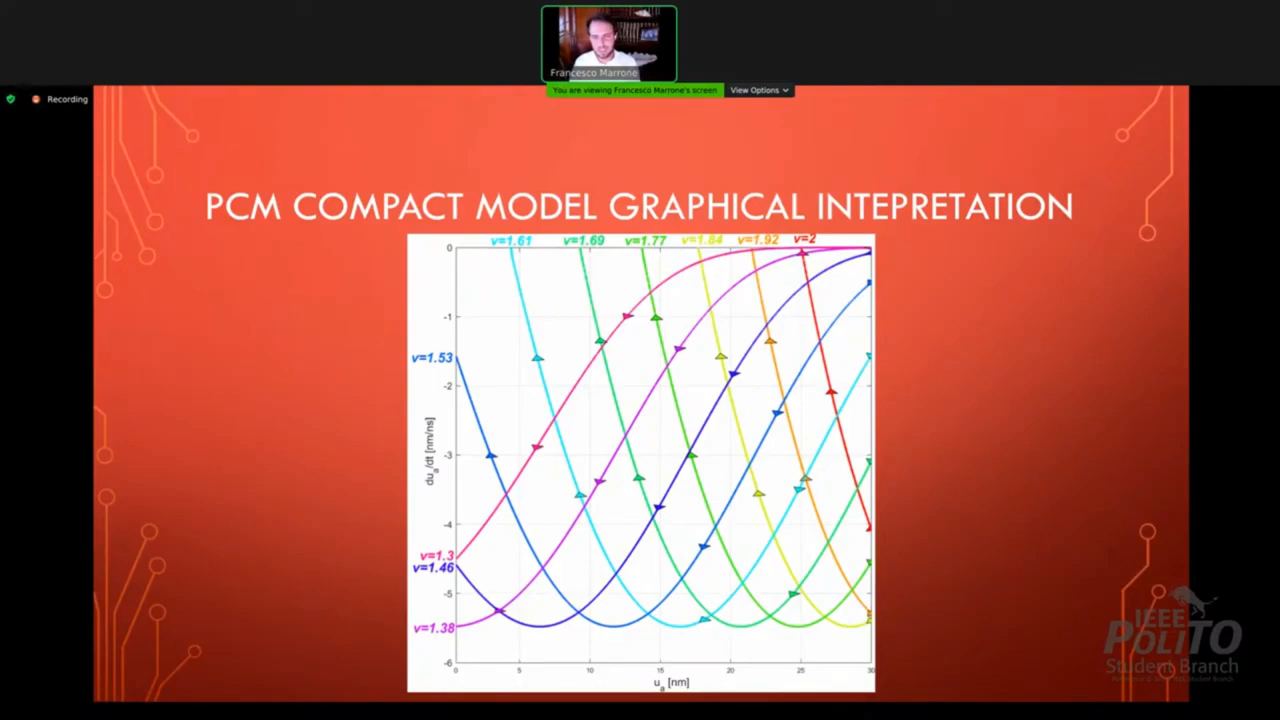 Francesco Marrone
You are viewing Francesco Marrone's screen
View Options
Recording
PCM COMPACT MODEL GRAPHICAL INTEPRETATION
v=1.61 v=1.69 v=1.77 v=1.84 v=1.92 v=2
0
-1
v=1.53
-2
-3
-4
v=1.3
v=1.46
-5
v=1.38
-6
du_a/dt [nm/ns]
0 5 10 15 20 25 30
u_a [nm]
IEEE
POLITO
Student Branch